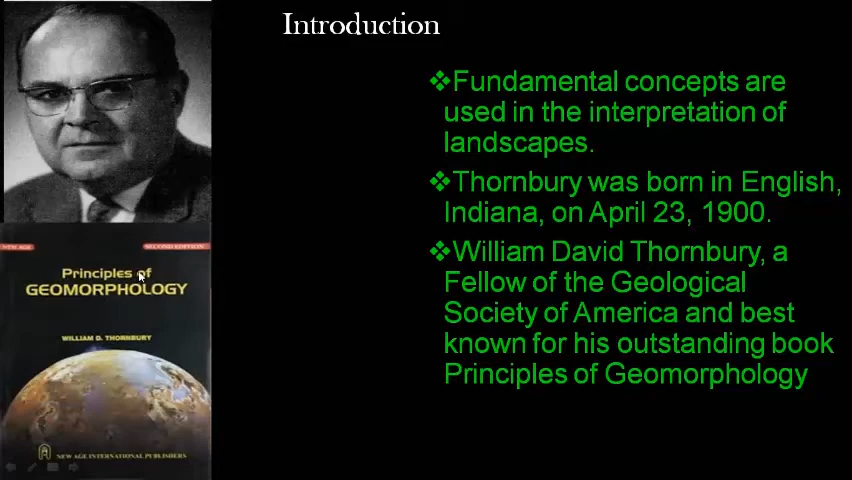 Introduction
❖Fundamental concepts are
used in the interpretation of
landscapes.
❖Thornbury was born in English,
Indiana, on April 23, 1900.
❖William David Thornbury, a
Fellow of the Geological
Society of America and best
known for his outstanding book
Principles of Geomorphology
NEW AGE
SECOND EDITION
Principles of
GEOMORPHOLOGY
WILLIAM D. THORNBURY
NEW AGE INTERNATIONAL PUBLISHERS